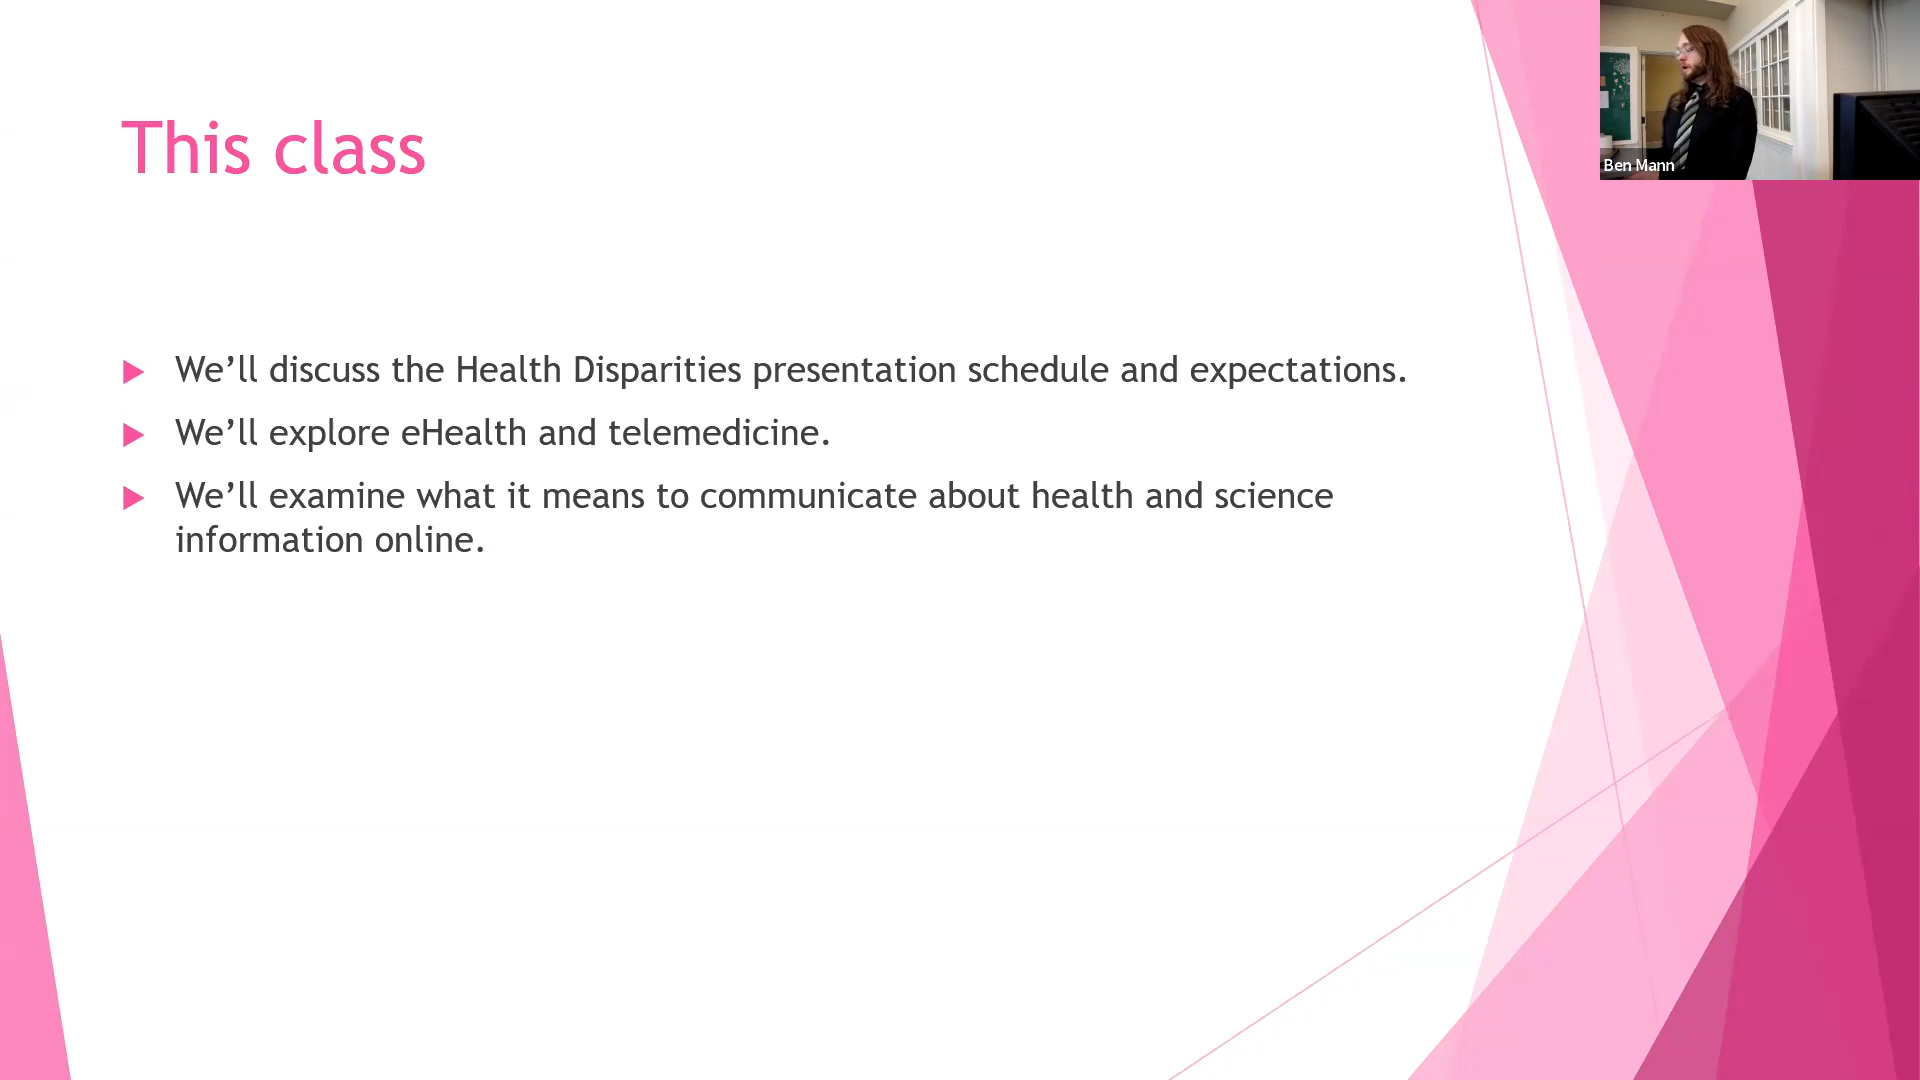 This class
We’ll discuss the Health Disparities presentation schedule and expectations.
We’ll explore eHealth and telemedicine.
We’ll examine what it means to communicate about health and science
information online.
Ben Mann